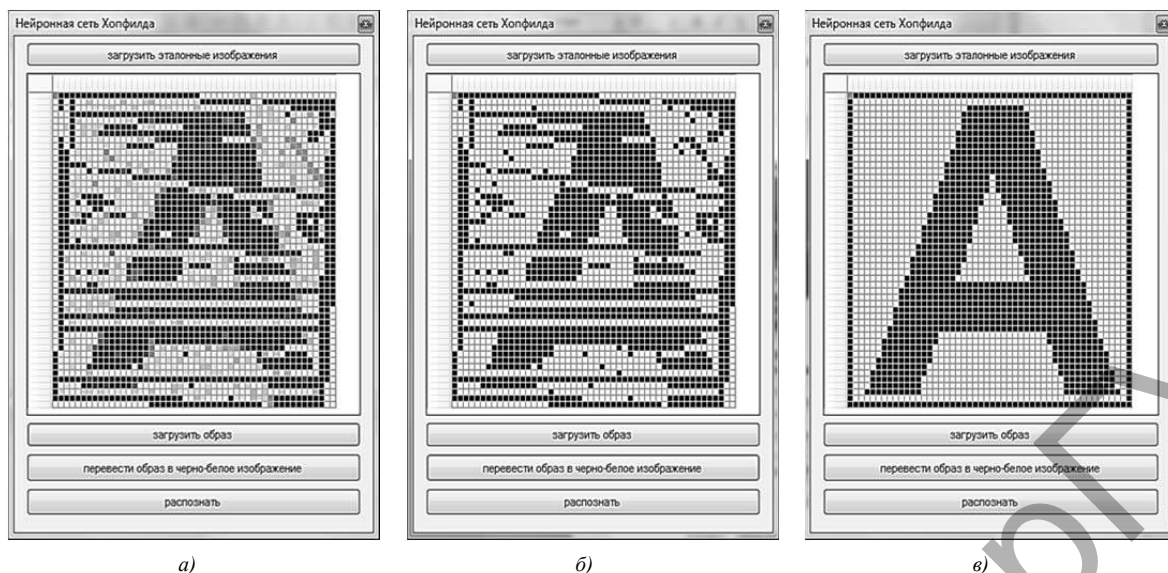 Нейронная сеть Хопфилда
загрузить эталонные изображения
загрузить образ
перевести образ в черно-белое изображение
распознать
а)
Нейронная сеть Хопфилда
загрузить эталонные изображения
загрузить образ
перевести образ в черно-белое изображение
распознать
б)
Нейронная сеть Хопфилда
загрузить эталонные изображения
А
загрузить образ
перевести образ в черно-белое изображение
распознать
в)